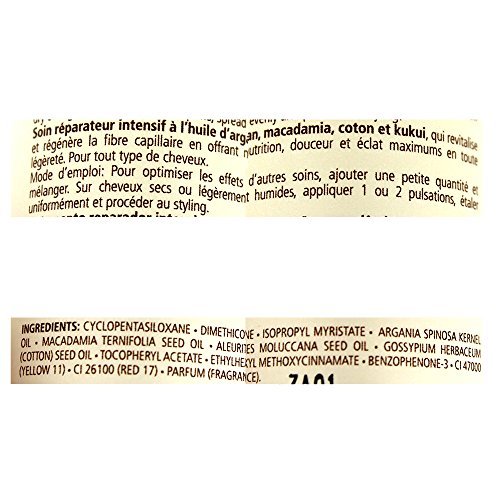 spread evenly
Soin réparateur intensif à l'huile d'argan, macadamia, coton et kukui, qui revitalise
et régénère la fibre capillaire en offrant nutrition, douceur et éclat maximums en toute
légèreté. Pour tout type de cheveux.
Mode d'emploi: Pour optimiser les effets d'autres soins, ajouter une petite quantité et
mélanger. Sur cheveux secs ou légèrement humides, appliquer 1 ou 2 pulsations, étaler
uniformément et procéder au styling.
reparador
INGREDIENTS: CYCLOPENTASILOXANE • DIMETHICONE • ISOPROPYL MYRISTATE • ARGANIA SPINOSA KERNEL
OIL • MACADAMIA TERNIFOLIA SEED OIL • ALEURITES MOLUCCANA SEED OIL • GOSSYPIUM HERBACEUM
(COTTON) SEED OIL • TOCOPHERYL ACETATE • ETHYLHEXYL METHOXYCINNAMATE • BENZOPHENONE-3 • CI 47000
(YELLOW 11) • CI 26100 (RED 17) • PARFUM (FRAGRANCE).